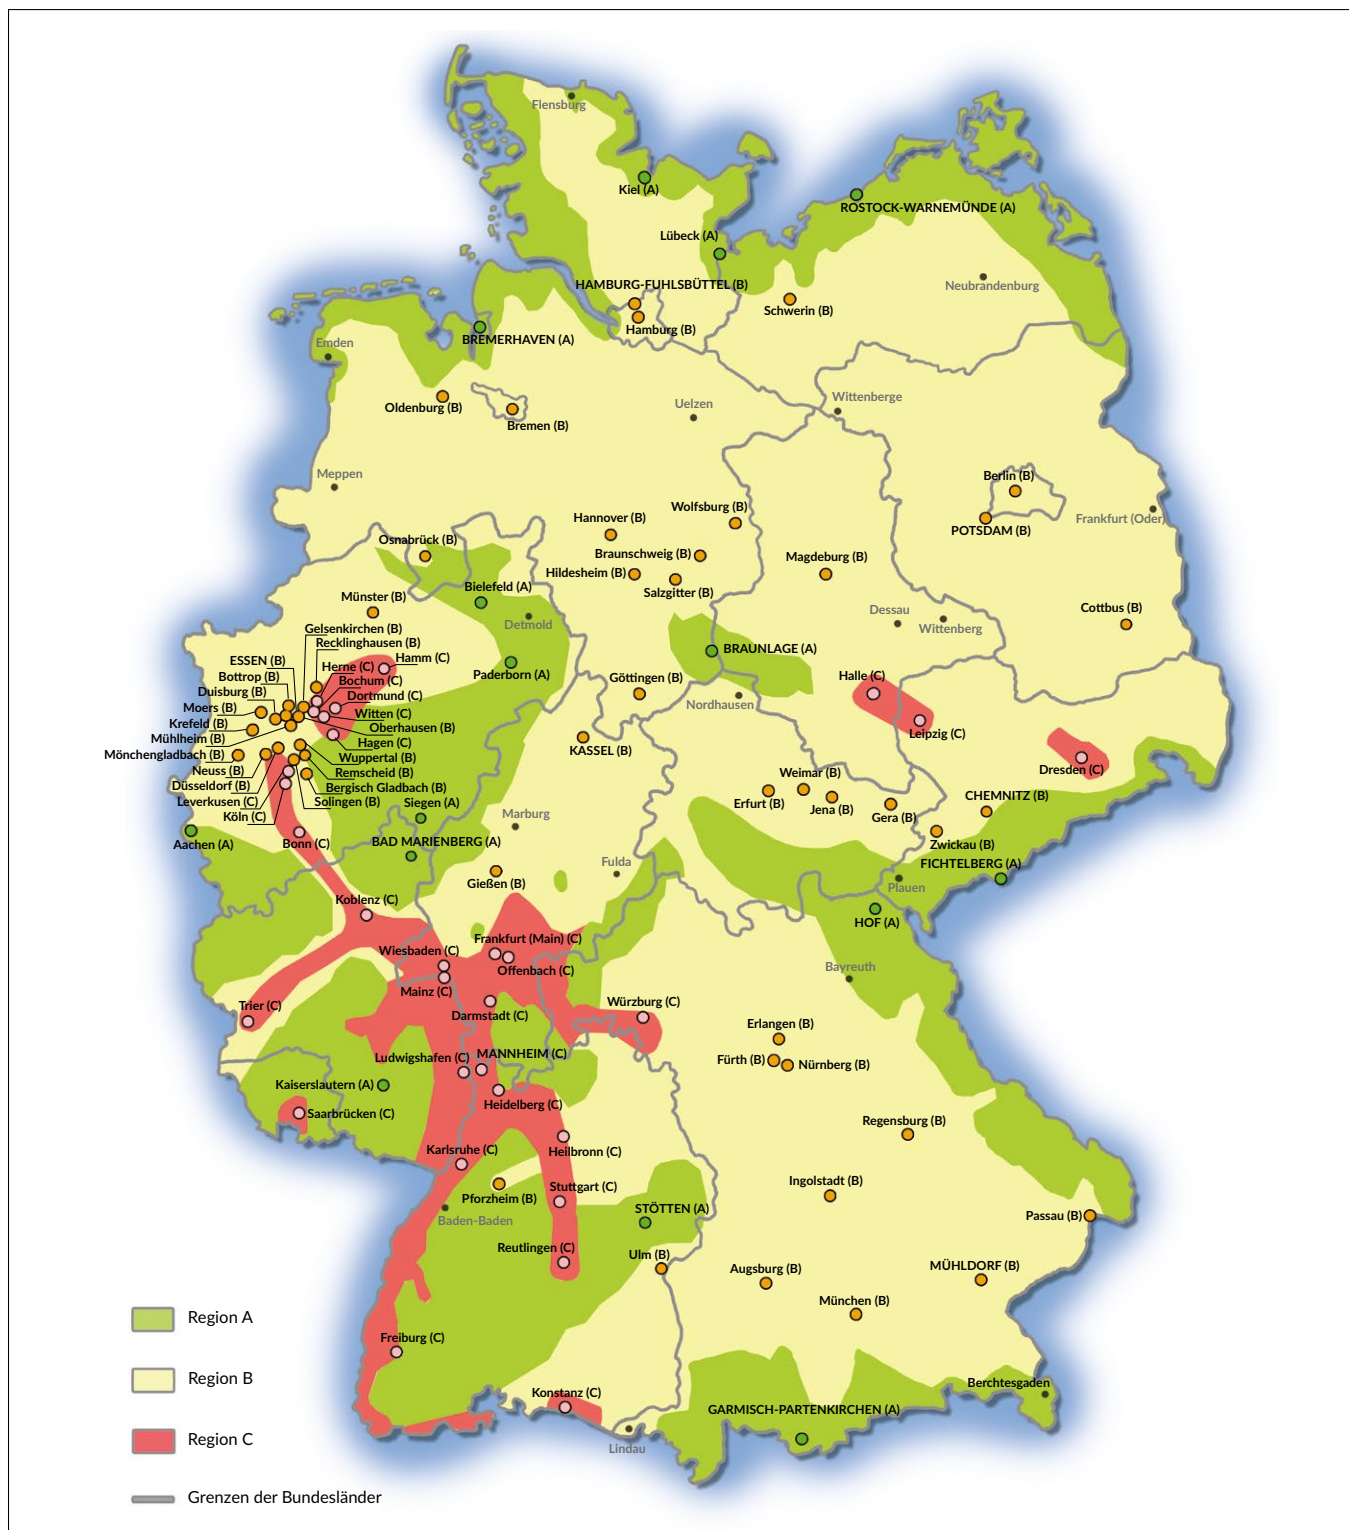 Flensburg
Kiel (A)
ROSTOCK-WARNEMÜNDE (A)
Lübeck (A)
Neubrandenburg
HAMBURG-FUHLSBÜTTEL (B)
Schwerin (B)
Hamburg (B)
BREMERHAVEN (A)
Emden
Wittenberge
Oldenburg (B)
Uelzen
Bremen (B)
Meppen
Berlin (B)
Wolfsburg (B)
Hannover (B)
Frankfurt (Oder)
POTSDAM (B)
Osnabrück (B)
Braunschweig (B)
Magdeburg (B)
Hildesheim (B)
Bielefeld (A)
Salzgitter (B)
Münster (B)
Dessau
Cottbus (B)
Detmold
Wittenberg
Gelsenkirchen (B)
Recklinghausen (B)
BRAUNLAGE (A)
ESSEN (B)
Herne (C)
Hamm (C)
Bottrop (B)
Bochum (C)
Paderborn (A)
Göttingen (B)
Halle (C)
Duisburg (B)
Dortmund (C)
Nordhausen
Moers (B)
Witten (C)
Krefeld (B)
Oberhausen (B)
Leipzig (C)
Mühlheim (B)
Hagen (C)
KASSEL (B)
Mönchengladbach (B)
Wuppertal (B)
Neuss (B)
Remscheid (B)
Weimar (B)
Dresden (C)
Düsseldorf (B)
Bergisch Gladbach (B)
Leverkusen (C)
Solingen (B)
Siegen (A)
Erfurt (B)
Jena (B)
CHEMNITZ (B)
Köln (C)
Marburg
Gera (B)
Aachen (A)
Bonn (C)
BAD MARIENBERG (A)
Zwickau (B)
Fulda
FICHTELBERG (A)
Gießen (B)
Plauen
Koblenz (C)
HOF (A)
Wiesbaden (C)
Frankfurt (Main) (C)
Offenbach (C)
Bayreuth
Mainz (C)
Trier (C)
Darmstadt (C)
Würzburg (C)
Erlangen (B)
Ludwigshafen (C)
MANNHEIM (C)
Fürth (B)
Nürnberg (B)
Kaiserslautern (A)
Heidelberg (C)
Saarbrücken (C)
Regensburg (B)
Karlsruhe (C)
Heilbronn (C)
Pforzheim (B)
Stuttgart (C)
Ingolstadt (B)
Baden-Baden
STÖTTEN (A)
Passau (B)
Reutlingen (C)
Ulm (B)
Augsburg (B)
MÜHLDORF (B)
München (B)
Region A
Freiburg (C)
Region B
Konstanz (C)
Berchtesgaden
GARMISCH-PARTENKIRCHEN (A)
Region C
Lindau
Grenzen der Bundesländer